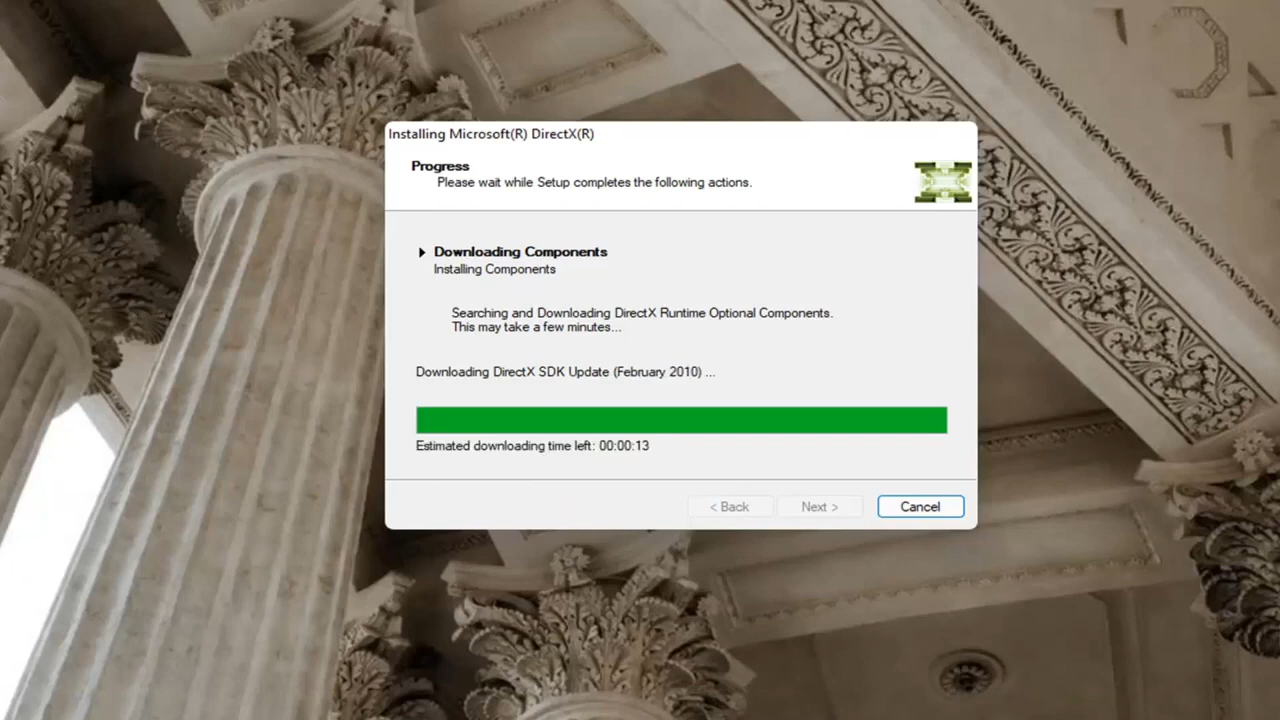 Installing Microsoft(R) DirectX(R)
Progress
Please wait while Setup completes the following actions.
Downloading Components
Installing Components
Searching and Downloading DirectX Runtime Optional Components.
This may take a few minutes...
Downloading DirectX SDK Update (February 2010) ...
Estimated downloading time left: 00:00:13
< Back
Next >
Cancel